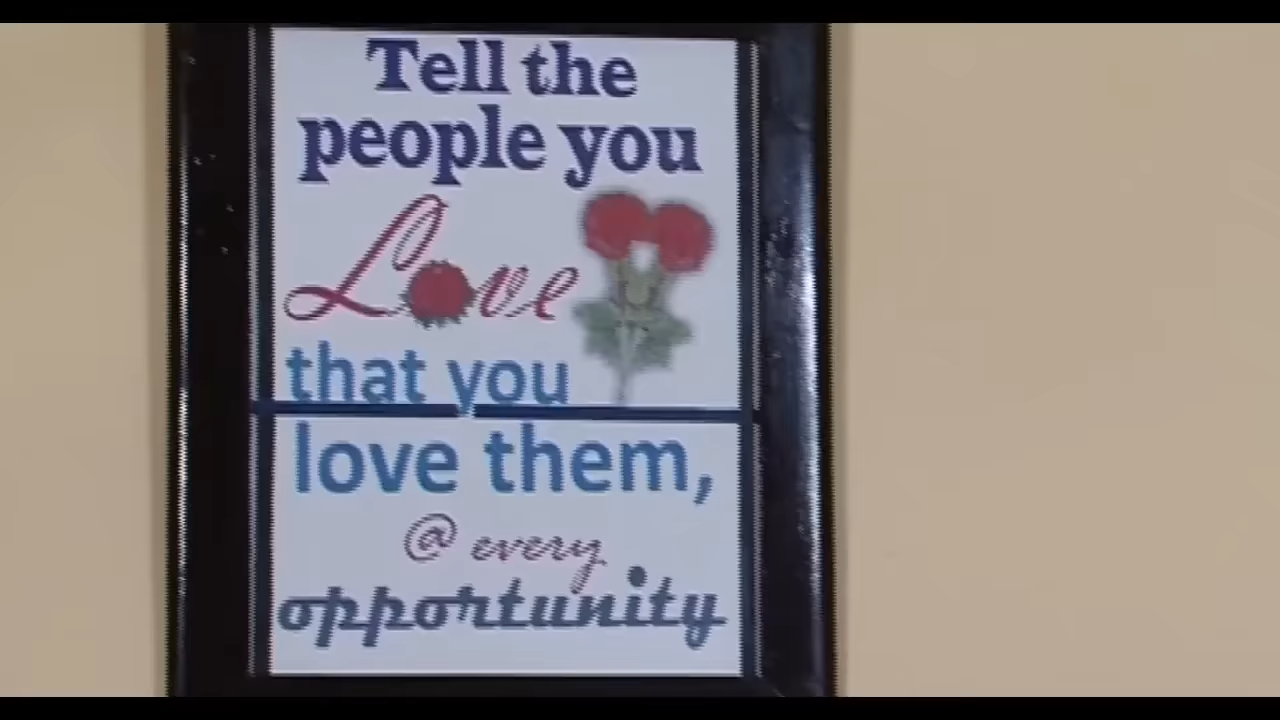 Tell the
people you
Love
that you
love them,
@ every
opportunity